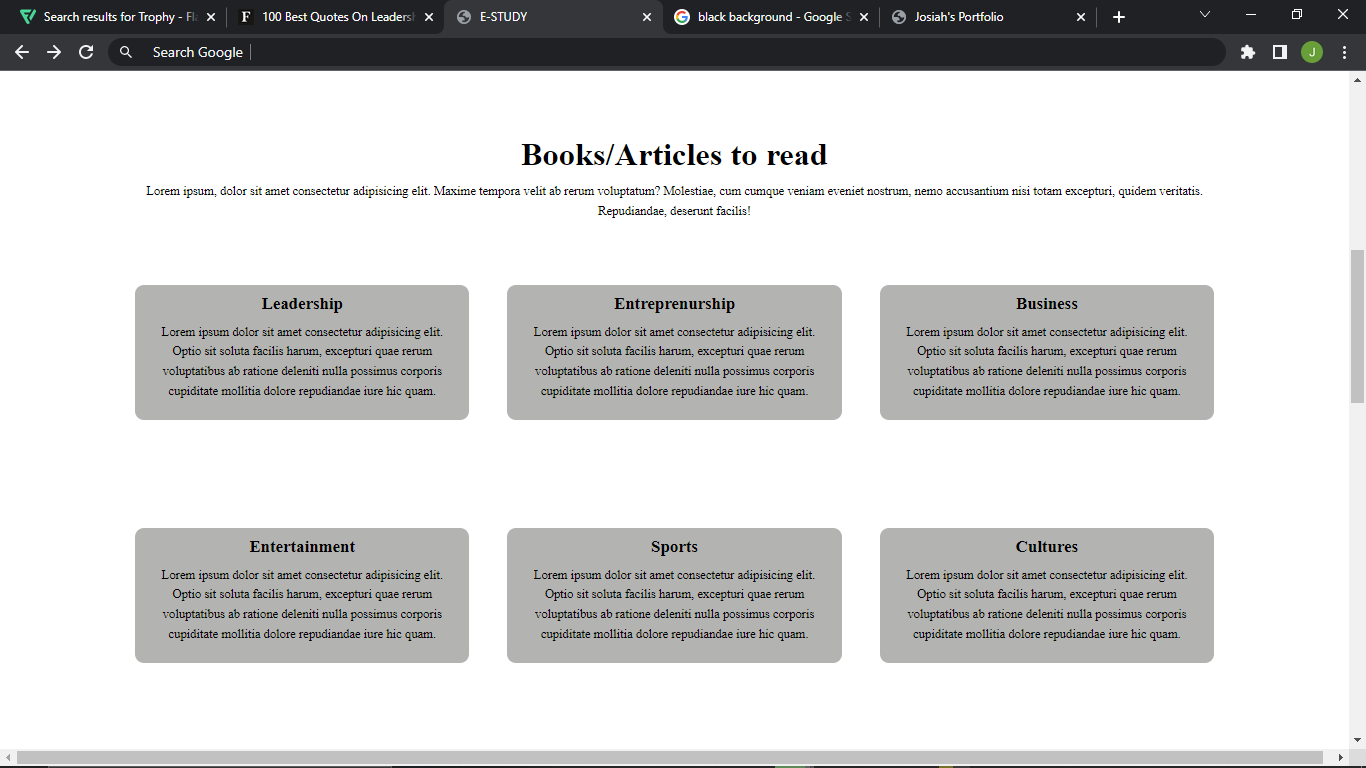 Search results for Trophy - Fl
100 Best Quotes On Leaders
E-STUDY
black background - Google S
Josiah's Portfolio
Search Google
J
Books/Articles to read
Lorem ipsum, dolor sit amet consectetur adipisicing elit. Maxime tempora velit ab rerum voluptatum? Molestiae, cum cumque veniam eveniet nostrum, nemo accusantium nisi totam excepturi, quidem veritatis.
Repudiandae, deserunt facilis!
Leadership
Lorem ipsum dolor sit amet consectetur adipisicing elit.
Optio sit soluta facilis harum, excepturi quae rerum
voluptatibus ab ratione deleniti nulla possimus corporis
cupiditate mollitia dolore repudiandae iure hic quam.
Entreprenurship
Lorem ipsum dolor sit amet consectetur adipisicing elit.
Optio sit soluta facilis harum, excepturi quae rerum
voluptatibus ab ratione deleniti nulla possimus corporis
cupiditate mollitia dolore repudiandae iure hic quam.
Business
Lorem ipsum dolor sit amet consectetur adipisicing elit.
Optio sit soluta facilis harum, excepturi quae rerum
voluptatibus ab ratione deleniti nulla possimus corporis
cupiditate mollitia dolore repudiandae iure hic quam.
Entertainment
Lorem ipsum dolor sit amet consectetur adipisicing elit.
Optio sit soluta facilis harum, excepturi quae rerum
voluptatibus ab ratione deleniti nulla possimus corporis
cupiditate mollitia dolore repudiandae iure hic quam.
Sports
Lorem ipsum dolor sit amet consectetur adipisicing elit.
Optio sit soluta facilis harum, excepturi quae rerum
voluptatibus ab ratione deleniti nulla possimus corporis
cupiditate mollitia dolore repudiandae iure hic quam.
Cultures
Lorem ipsum dolor sit amet consectetur adipisicing elit.
Optio sit soluta facilis harum, excepturi quae rerum
voluptatibus ab ratione deleniti nulla possimus corporis
cupiditate mollitia dolore repudiandae iure hic quam.